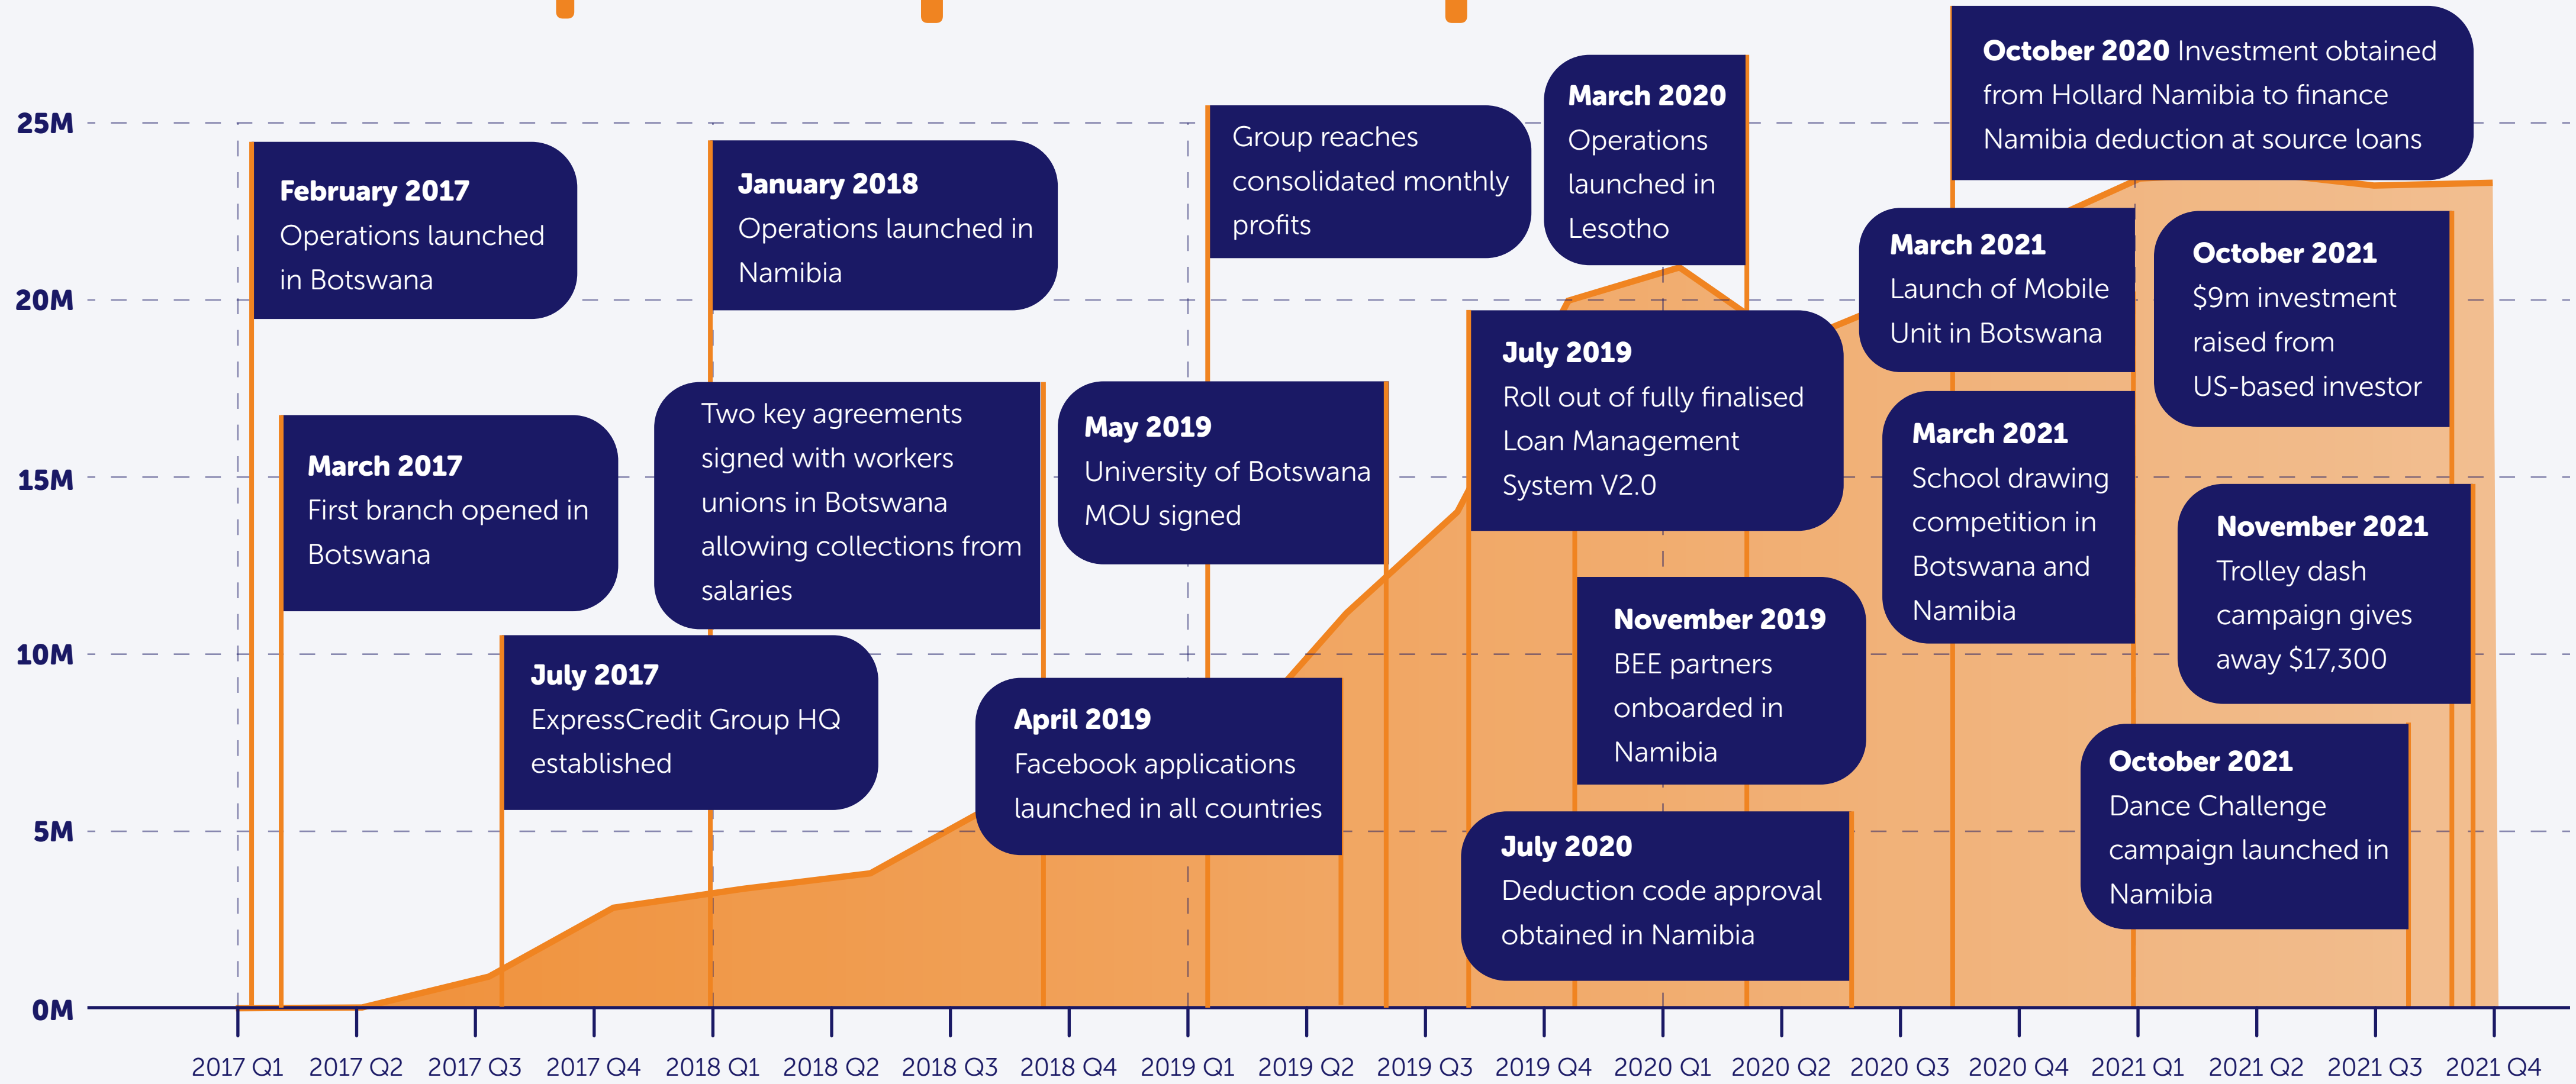 25M
20M
15M
10M
5M
0M
February 2017
Operations launched
in Botswana
March 2017
First branch opened in
Botswana
July 2017
ExpressCredit Group HQ
established
January 2018
Operations launched in
Namibia
Two key agreements
signed with workers
unions in Botswana
allowing collections from
salaries
Group reaches
consolidated monthly
profits
April 2019
Facebook applications
launched in all countries
May 2019
University of Botswana
MOU signed
July 2019
Roll out of fully finalised
Loan Management
System V2.0
November 2019
BEE partners
onboarded in
Namibia
March 2020
Operations
launched in
Lesotho
July 2020
Deduction code approval
obtained in Namibia
October 2020 Investment obtained
from Hollard Namibia to finance
Namibia deduction at source loans
March 2021
Launch of Mobile
Unit in Botswana
March 2021
School drawing
competition in
Botswana and
Namibia
October 2021
$9m investment
raised from
US-based investor
November 2021
Trolley dash
campaign gives
away $17,300
October 2021
Dance Challenge
campaign launched in
Namibia
2017 Q1 2017 Q2 2017 Q3 2017 Q4 2018 Q1 2018 Q2 2018 Q3 2018 Q4 2019 Q1 2019 Q2 2019 Q3 2019 Q4 2020 Q1 2020 Q2 2020 Q3 2020 Q4 2021 Q1 2021 Q2 2021 Q3 2021 Q4